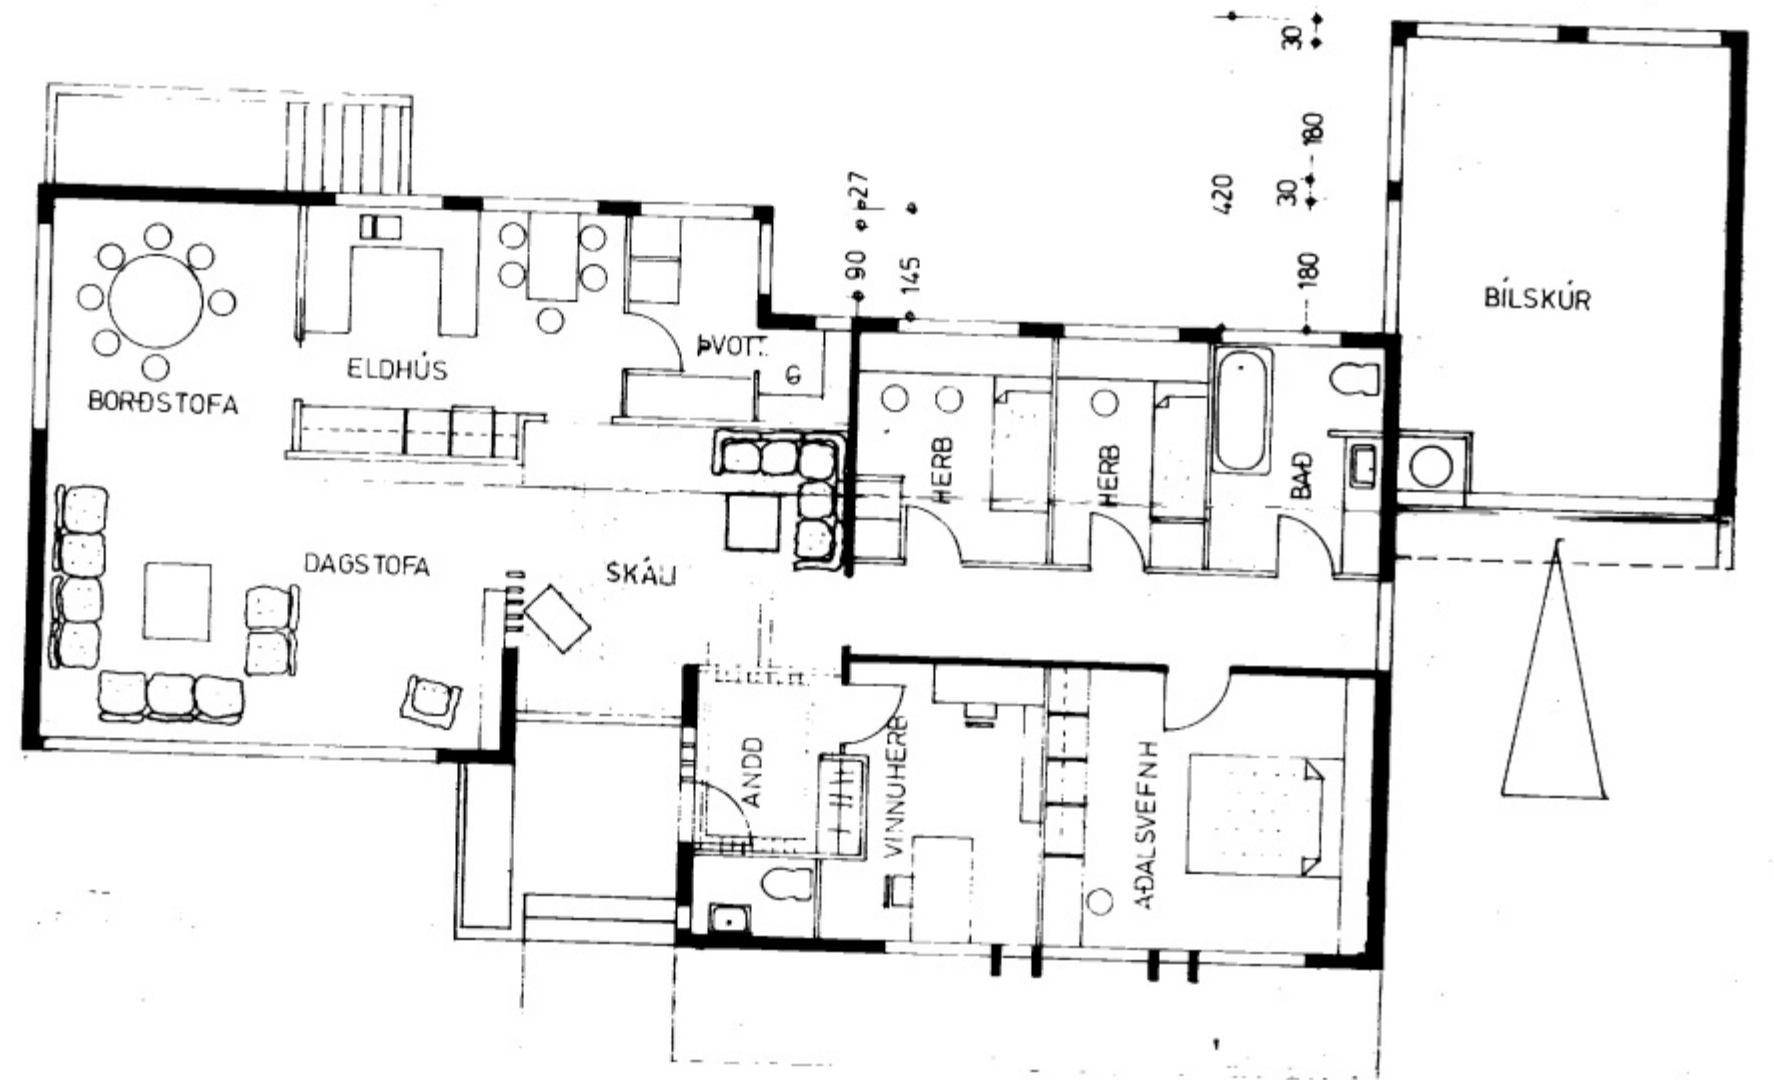 30
180
30
420
180
27
90
145
BÍLSKÚR
ÞVOTT
G
ELDHÚS
BORÐSTOFA
HERB
HERB
BAÐ
DAGSTOFA
SKÁLI
ANDD
VINNUHERB
AÐALSVEFNH